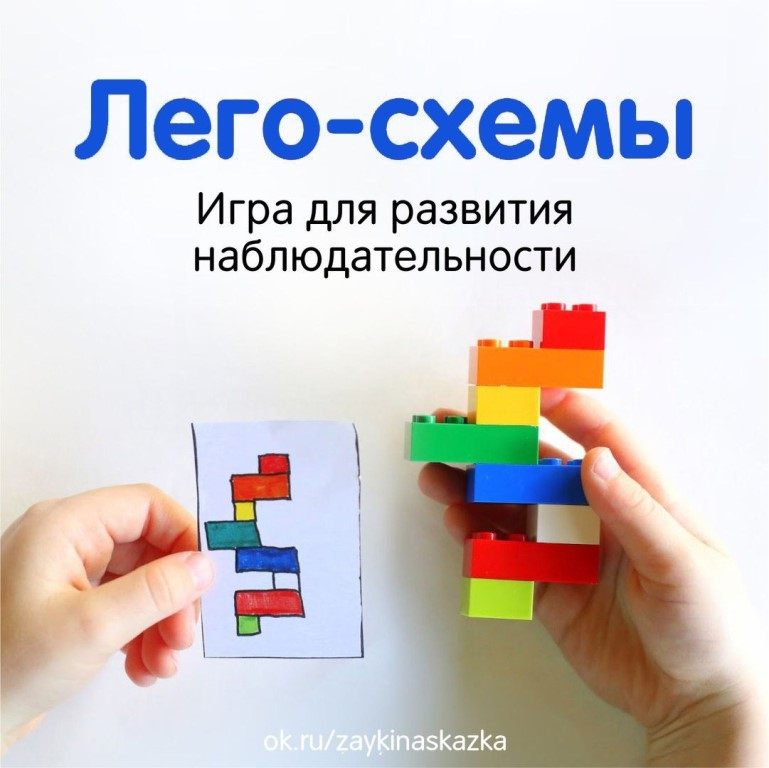 Лего-схемы
Игра для развития
наблюдательности
ok.ru/zaykinaskazka